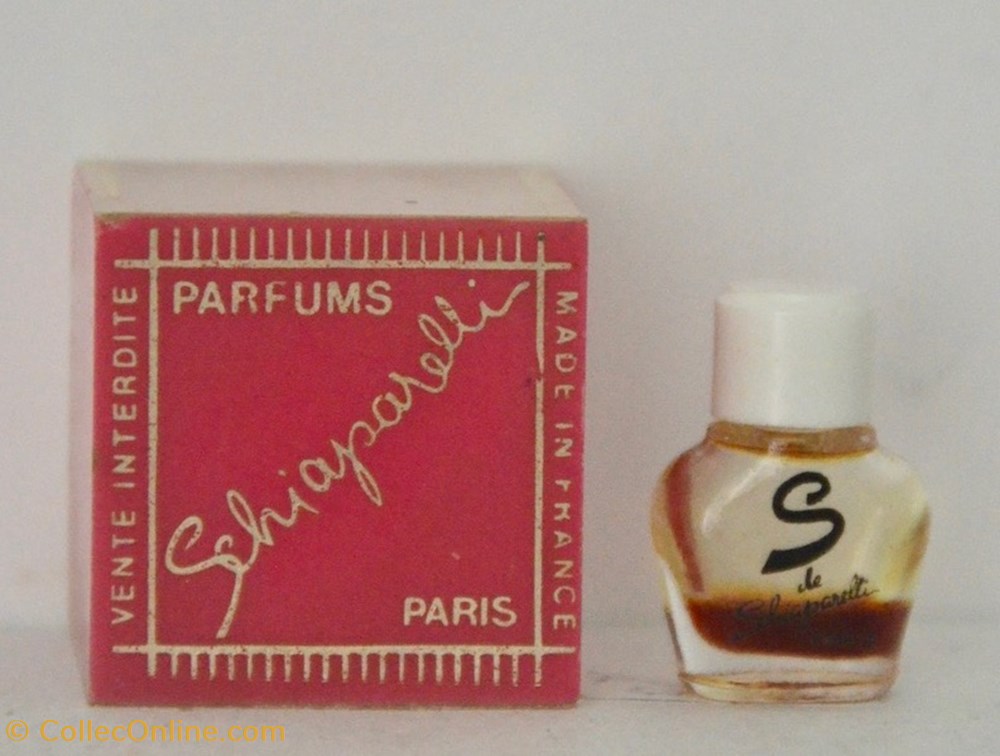 PARFUMS
Schiaparelli
PARIS
VENTE INTERDITE
MADE IN FRANCE
S
de
Schiaparelli
© CollecOnline.com